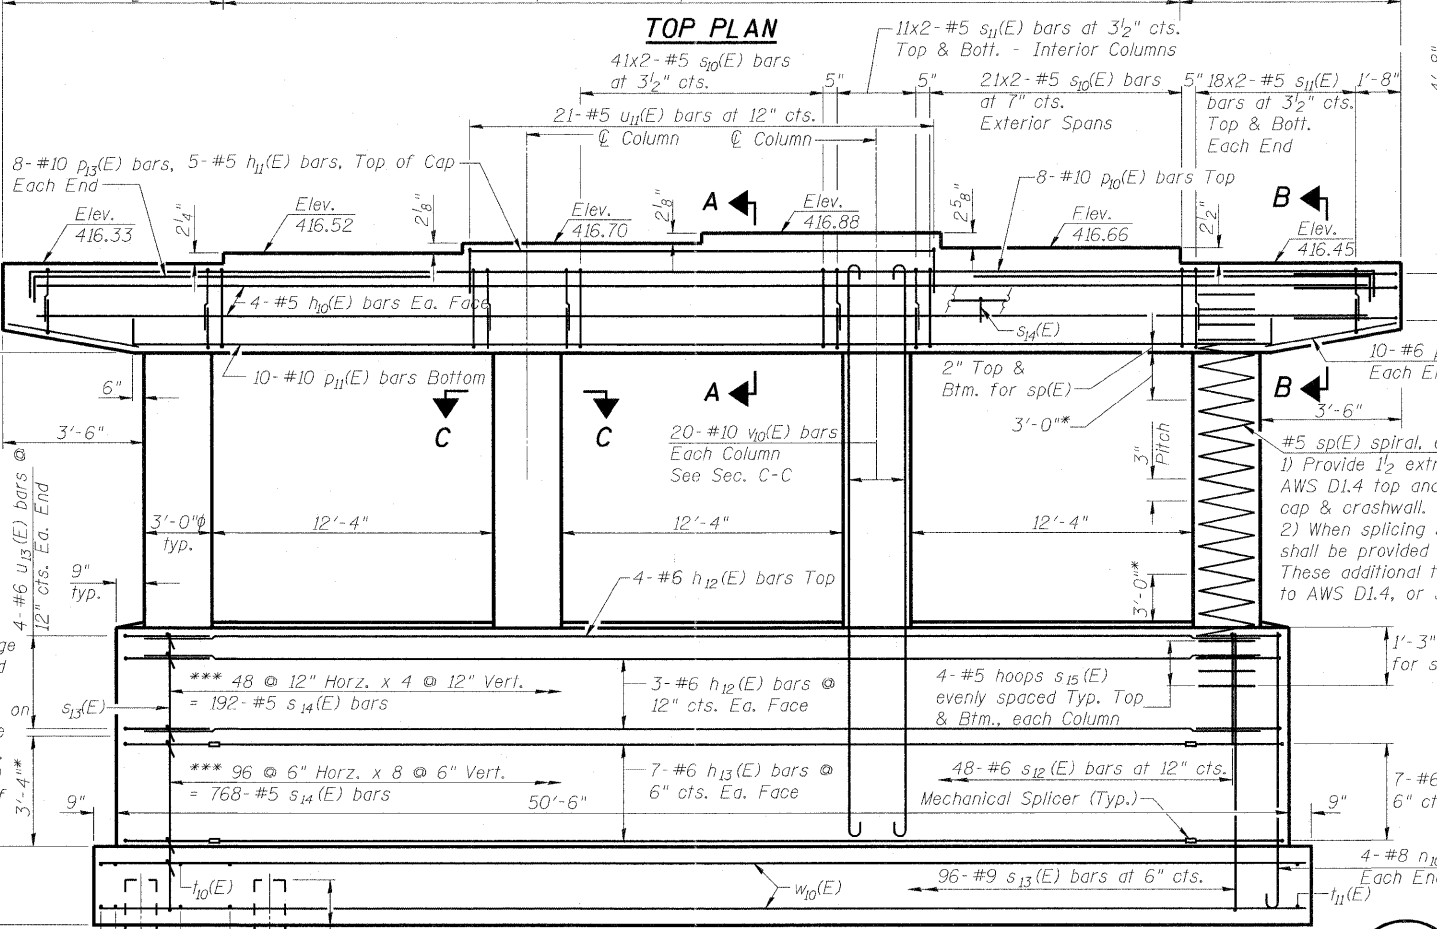 TOP PLAN
11x2-#5 s11(E) bars at 3½" cts.
Top & Bott. - Interior Columns
41x2-#5 s10(E) bars
at 3½" cts.
5"
5"
21x2-#5 s10(E) bars
at 7" cts.
Exterior Spans
5"
18x2-#5 s11(E)
bars at 3½" cts.
Top & Bott.
Each End
1'-8"
21-#5 u11(E) bars at 12" cts.
℄ Column
℄ Column
8-#10 p13(E) bars,
Each End
5-#5 h11(E) bars, Top of Cap
8-#10 p10(E) bars Top
Elev.
416.33
2¼"
Elev.
416.52
2⅛"
Elev.
416.70
2⅛"
A
Elev.
416.88
2⅝"
Elev.
416.66
2½"
B
Elev.
416.45
4-#5 h10(E) bars Ea. Face
s14(E)
10-#10 p11(E) bars Bottom
2" Top &
Btm. for sp(E)
10-#6
Each
6"
3'-6"
C
C
A
B
3'-6"
3'-0"*
20-#10 v10(E) bars
Each Column
See Sec. C-C
3"
Pitch
#5 sp(E) spiral,
1) Provide 1½
AWS D1.4 top and
cap & crashwall.
2) When splicing
shall be provided
These additional
to AWS D1.4, or
4-#6 u13(E) bars @
12" cts. Ea. End
3'-0"ϕ
typ.
12'-4"
12'-4"
12'-4"
9"
typ.
4-#6 h12(E) bars Top
3'-0"*
1'-3"
for
*** 48 @ 12" Horz. x 4 @ 12" Vert.
= 192-#5 s14(E) bars
3-#6 h12(E) bars @
12" cts. Ea. Face
4-#5 hoops s15(E)
evenly spaced Typ. Top
& Btm., each Column
on
s13(E)
3'-4"*
*** 96 @ 6" Horz. x 8 @ 6" Vert.
= 768-#5 s14(E) bars
7-#6 h13(E) bars @
6" cts. Ea. Face
48-#6 s12(E) bars at 12" cts.
Mechanical Splicer (Typ.)
7-#6
6"
9"
50'-6"
9"
t10(E)
w10(E)
96-#9 s13(E) bars at 6" cts.
4-#8
Each
t11(E)